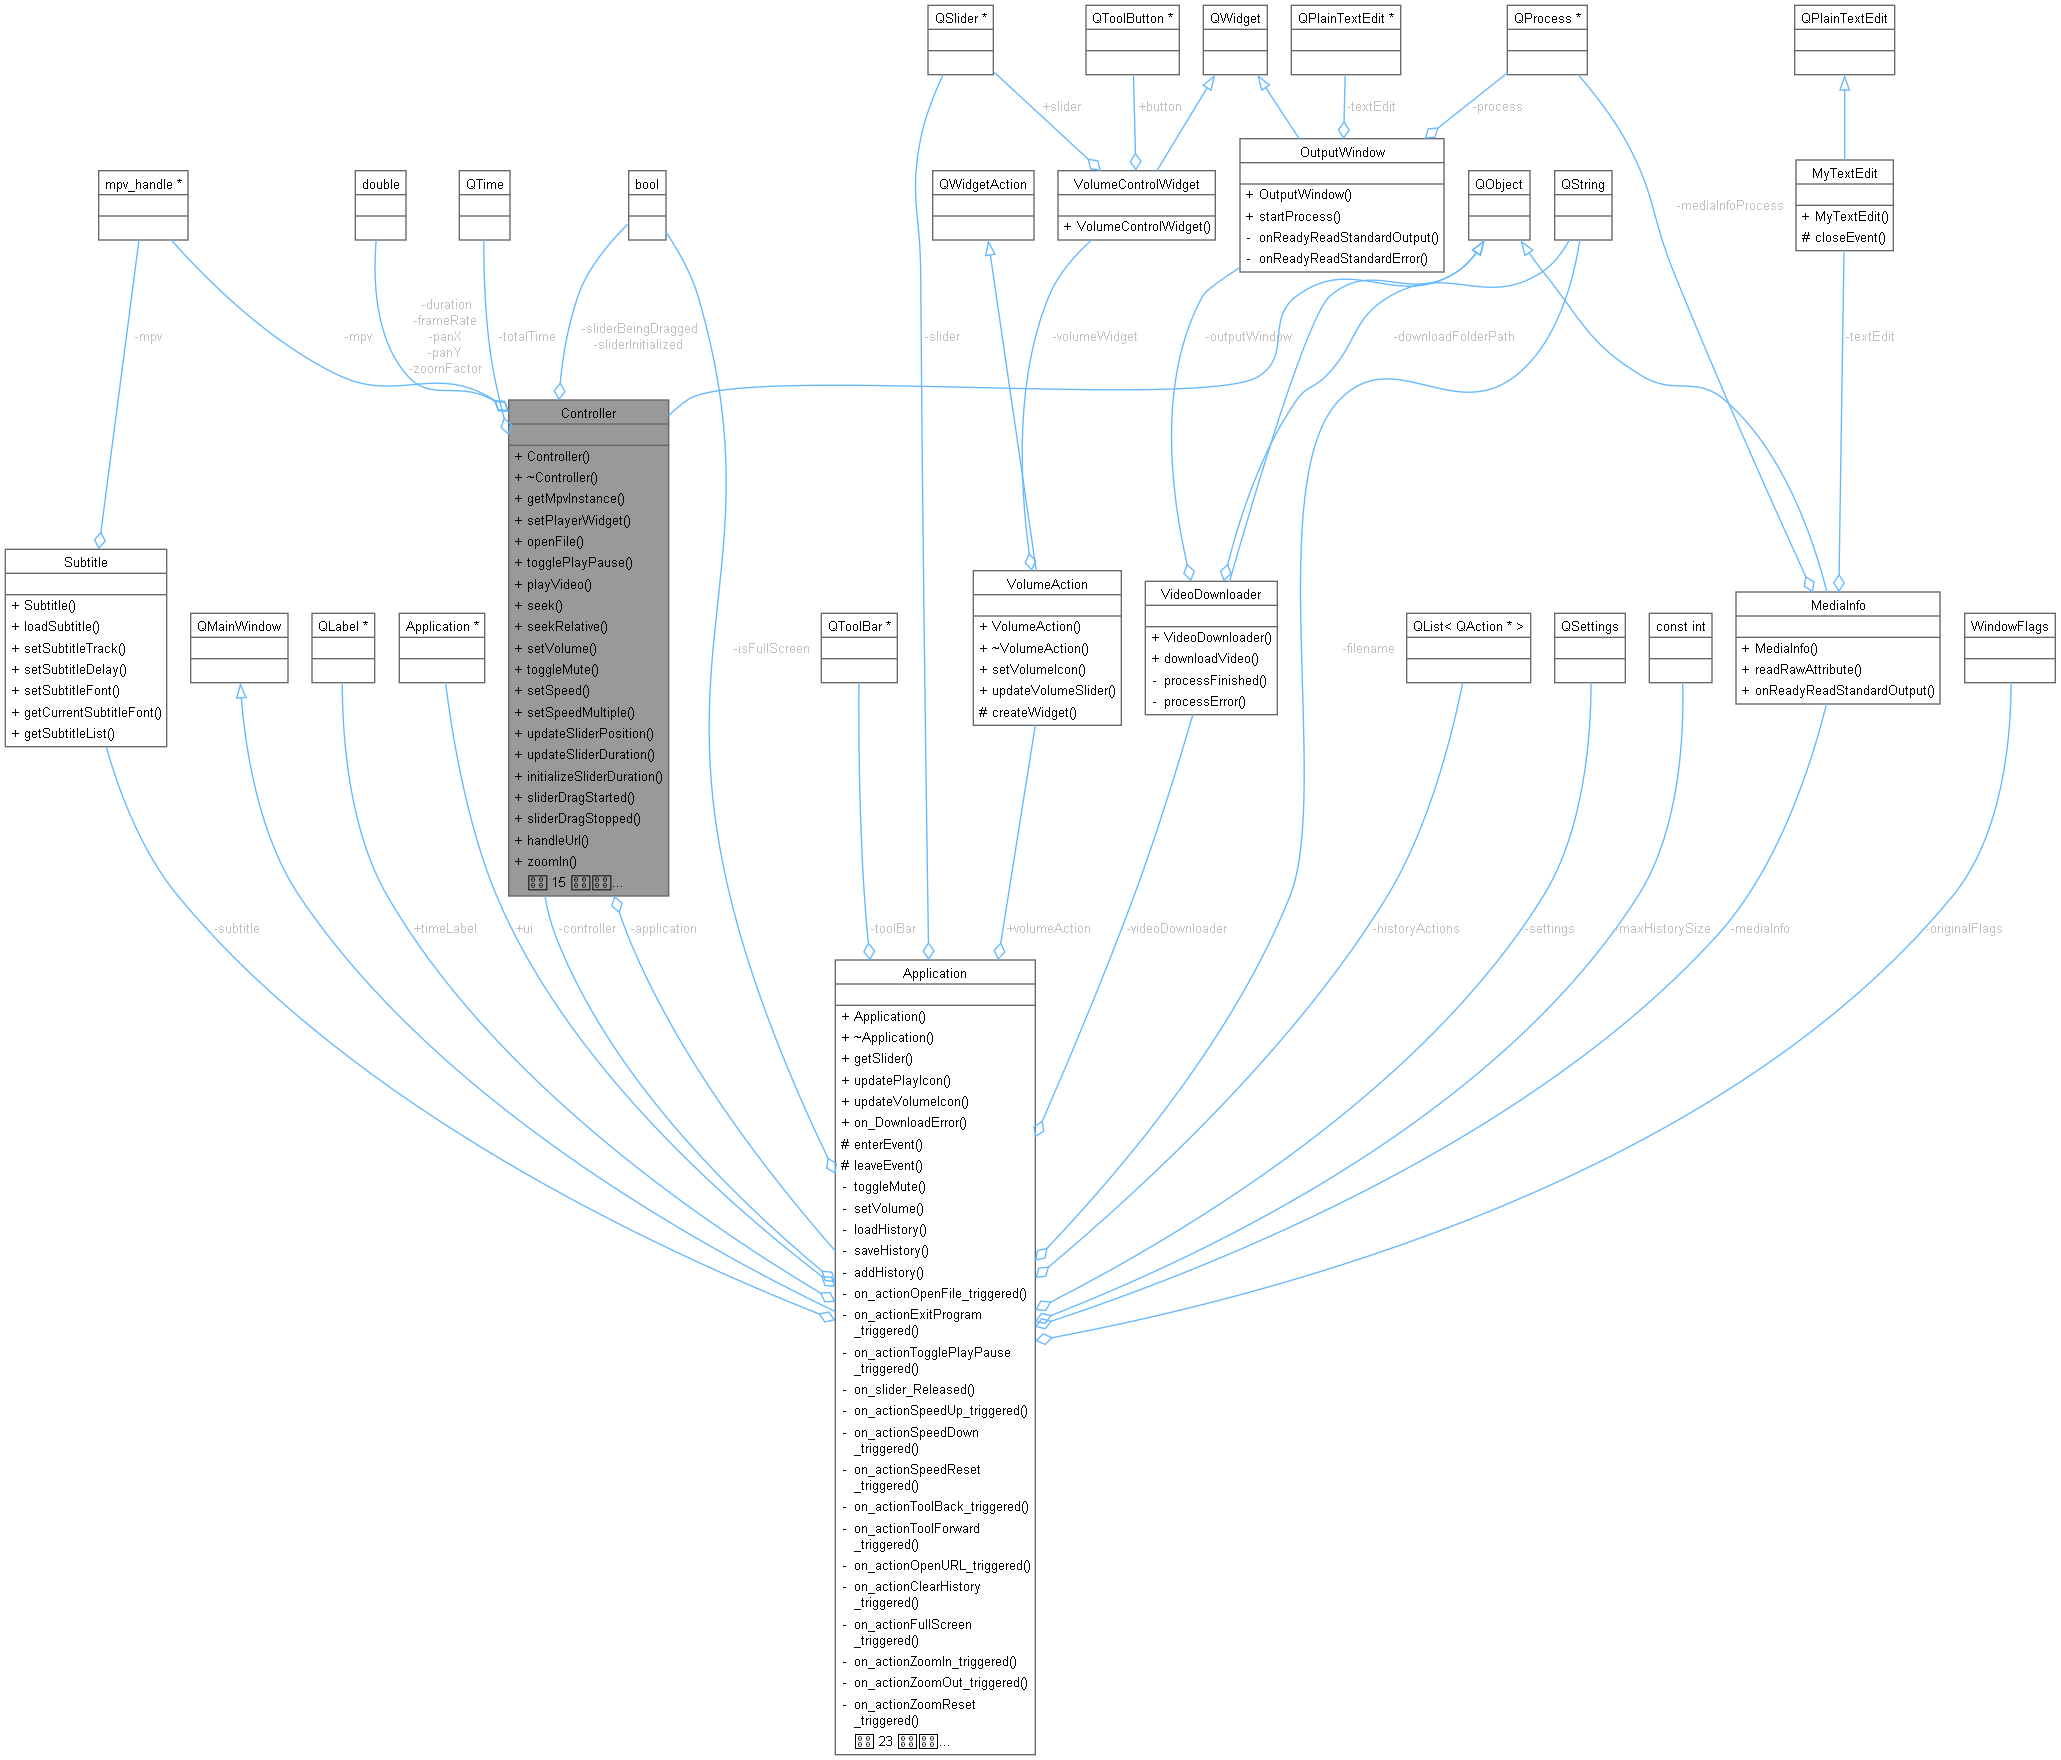 QSlider *
QToolButton *
QWidget
QPlainTextEdit *
QProcess *
QPlainTextEdit
+slider
+button
-textEdit
-process
mpv_handle *
double
QTime
bool
QWidgetAction
VolumeControlWidget
+ VolumeControlWidget()
OutputWindow
+ OutputWindow()
+ startProcess()
- onReadyReadStandardOutput()
- onReadyReadStandardError()
QObject
QString
-mediaInfoProcess
MyTextEdit
+ MyTextEdit()
# closeEvent()
-mpv
-mpv
-duration
-frameRate
-panX
-panY
-zoomFactor
-totalTime
-sliderBeingDragged
-sliderInitialized
-slider
-volumeWidget
-outputWindow
-downloadFolderPath
-textEdit
Controller
+ Controller()
+ ~Controller()
+ getMpvInstance()
+ setPlayerWidget()
+ openFile()
+ togglePlayPause()
+ playVideo()
+ seek()
+ seekRelative()
+ setVolume()
+ toggleMute()
+ setSpeed()
+ setSpeedMultiple()
+ updateSliderPosition()
+ updateSliderDuration()
+ initializeSliderDuration()
+ sliderDragStarted()
+ sliderDragStopped()
+ handleUrl()
+ zoomIn()
15 ...
Subtitle
+ Subtitle()
+ loadSubtitle()
+ setSubtitleTrack()
+ setSubtitleDelay()
+ setSubtitleFont()
+ getCurrentSubtitleFont()
+ getSubtitleList()
QMainWindow
QLabel *
Application *
-isFullScreen
QToolBar *
VolumeAction
+ VolumeAction()
+ ~VolumeAction()
+ setVolumeIcon()
+ updateVolumeSlider()
# createWidget()
VideoDownloader
+ VideoDownloader()
+ downloadVideo()
- processFinished()
- processError()
-filename
QList< QAction * >
QSettings
const int
MediaInfo
+ MediaInfo()
+ readRawAttribute()
+ onReadyReadStandardOutput()
WindowFlags
-subtitle
+timeLabel
+ui
-controller
-application
-toolBar
+volumeAction
-videoDownloader
-historyActions
-settings
-maxHistorySize
-mediaInfo
-originalFlags
Application
+ Application()
+ ~Application()
+ getSlider()
+ updatePlayIcon()
+ updateVolumeIcon()
+ on_DownloadError()
# enterEvent()
# leaveEvent()
- toggleMute()
- setVolume()
- loadHistory()
- saveHistory()
- addHistory()
- on_actionOpenFile_triggered()
- on_actionExitProgram
_triggered()
- on_actionTogglePlayPause
_triggered()
- on_slider_Released()
- on_actionSpeedUp_triggered()
- on_actionSpeedDown
_triggered()
- on_actionSpeedReset
_triggered()
- on_actionToolBack_triggered()
- on_actionToolForward
_triggered()
- on_actionOpenURL_triggered()
- on_actionClearHistory
_triggered()
- on_actionFullScreen
_triggered()
- on_actionZoomIn_triggered()
- on_actionZoomOut_triggered()
- on_actionZoomReset
_triggered()
23 ...